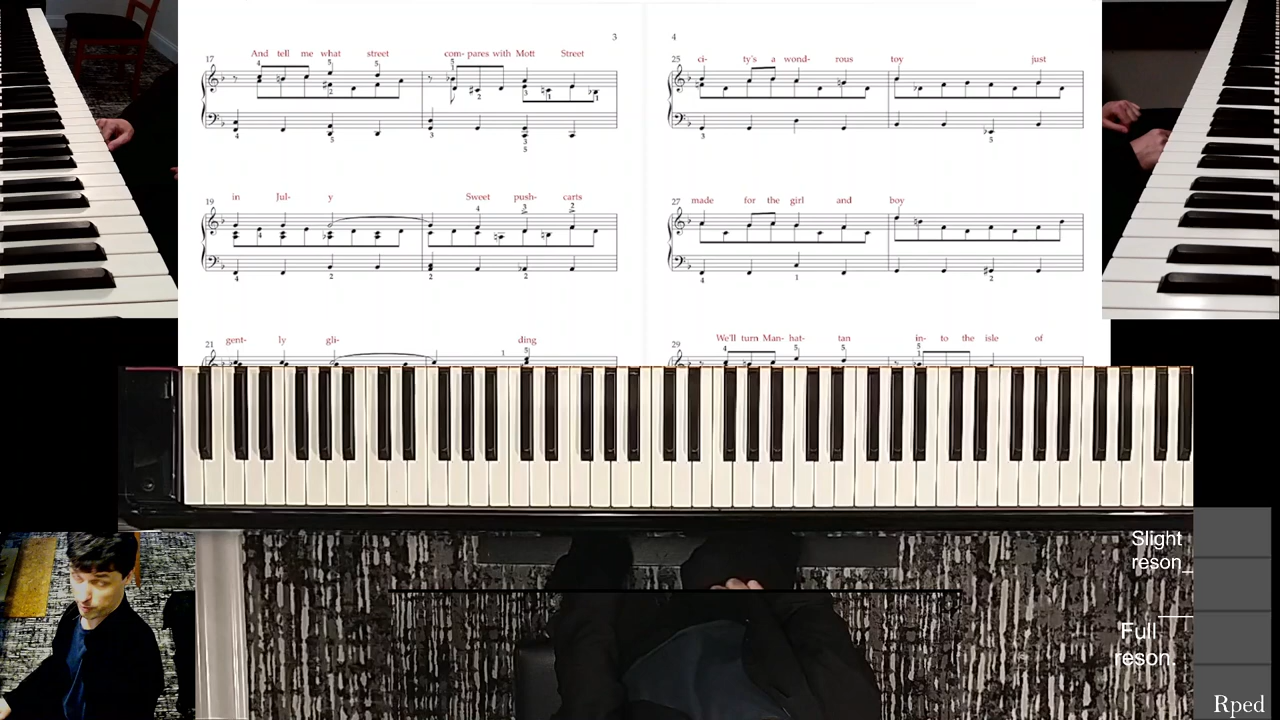 3
17
And tell me what street com- pares with Mott Street
19
in Jul- y Sweet push- carts
21
gent- ly gli- ding
4
25
ci- ty's a wond- rous toy just
27
made for the girl and boy
29
We'll turn Man- hat- tan in- to the isle of
Slight
reson
Full
reson.
Rped